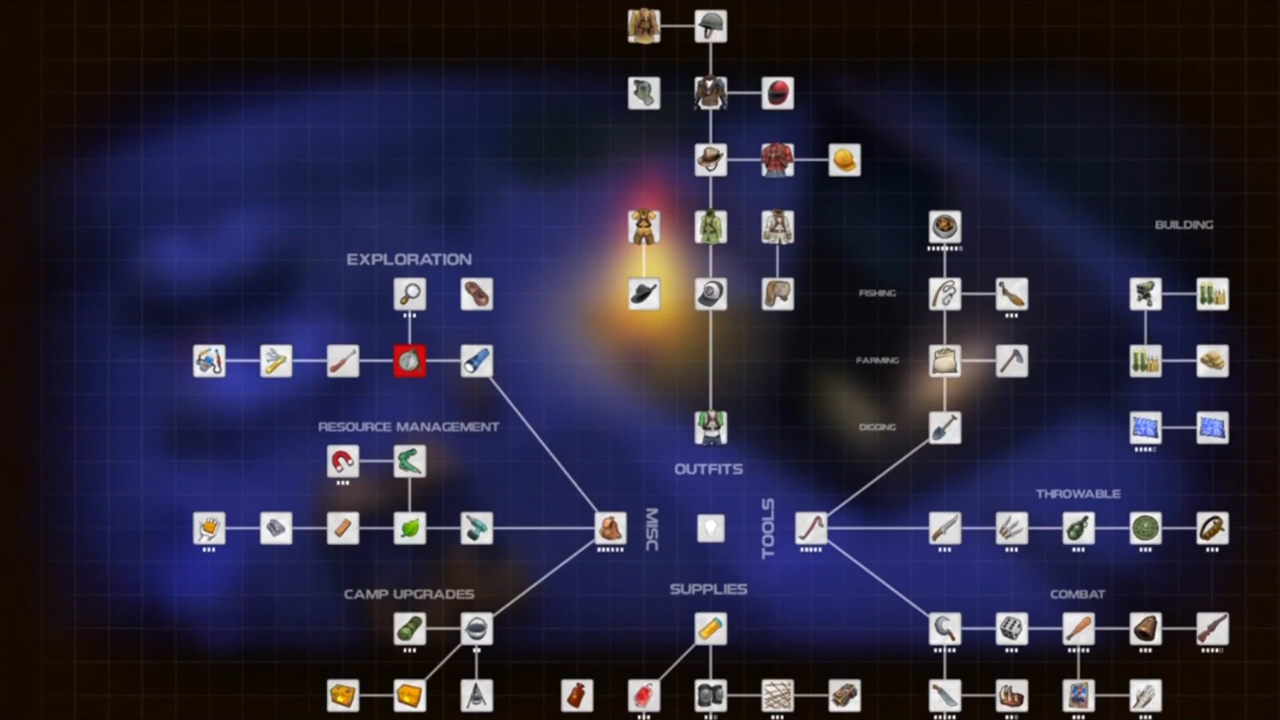 BUILDING
EXPLORATION
FISHING
FARMING
RESOURCE MANAGEMENT
DIGGING
OUTFITS
THROWABLE
MISC
TOOLS
SUPPLIES
CAMP UPGRADES
COMBAT